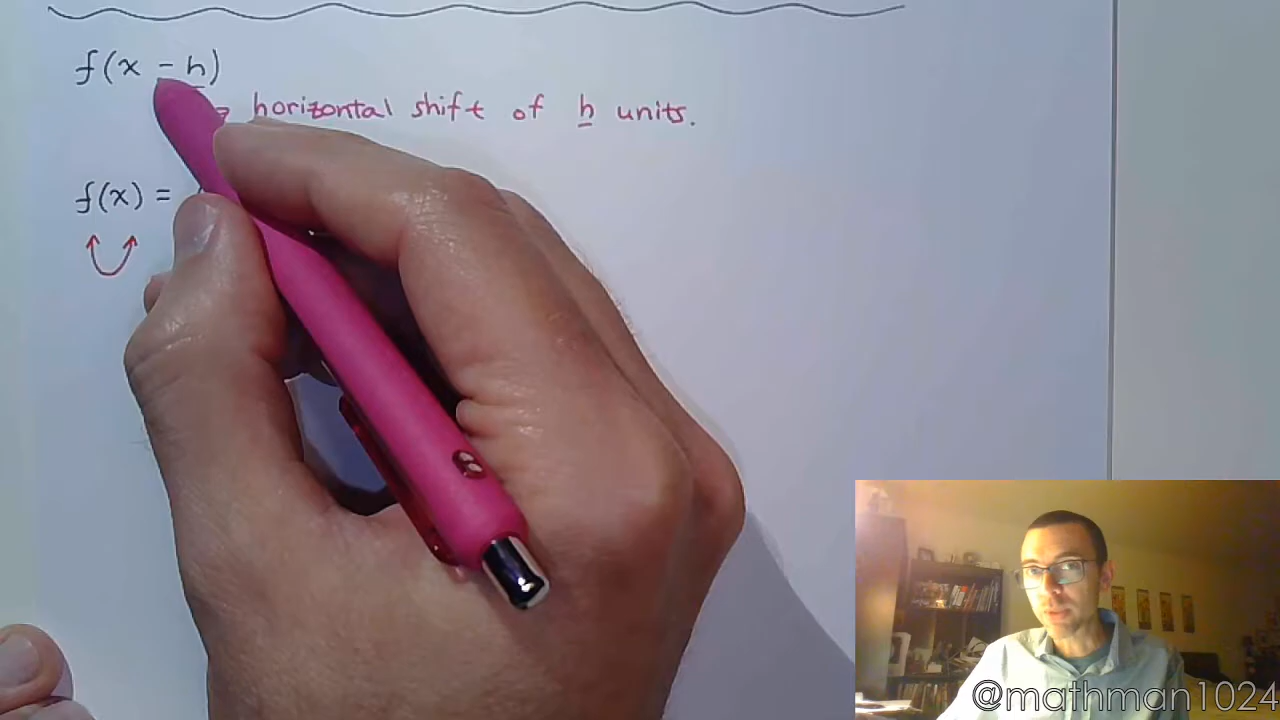 f(x - h)
horizontal shift of h units.
f(x) =
@mathman1024